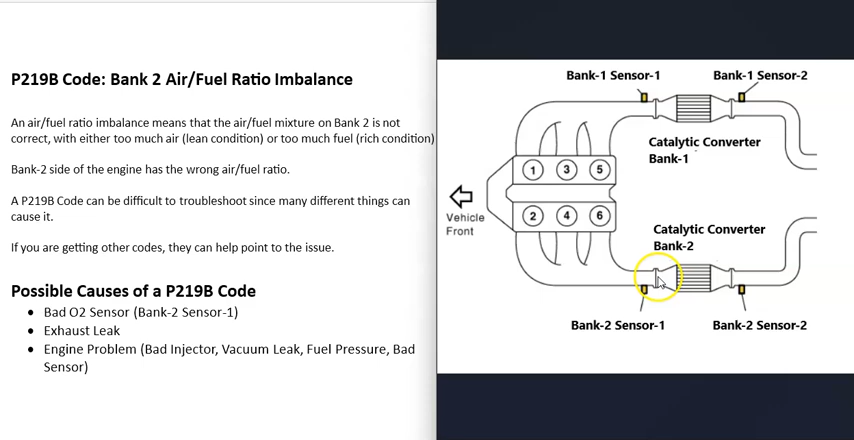 P219B Code: Bank 2 Air/Fuel Ratio Imbalance
An air/fuel ratio imbalance means that the air/fuel mixture on Bank 2 is not
correct, with either too much air (lean condition) or too much fuel (rich condition)
Bank-2 side of the engine has the wrong air/fuel ratio.
A P219B Code can be difficult to troubleshoot since many different things can
cause it.
If you are getting other codes, they can help point to the issue.
Possible Causes of a P219B Code
• Bad O2 Sensor (Bank-2 Sensor-1)
• Exhaust Leak
• Engine Problem (Bad Injector, Vacuum Leak, Fuel Pressure, Bad
Sensor)
Bank-1 Sensor-1
Bank-1 Sensor-2
Catalytic Converter
Bank-1
1 3 5
2 4 6
Vehicle
Front
Catalytic Converter
Bank-2
Bank-2 Sensor-1
Bank-2 Sensor-2